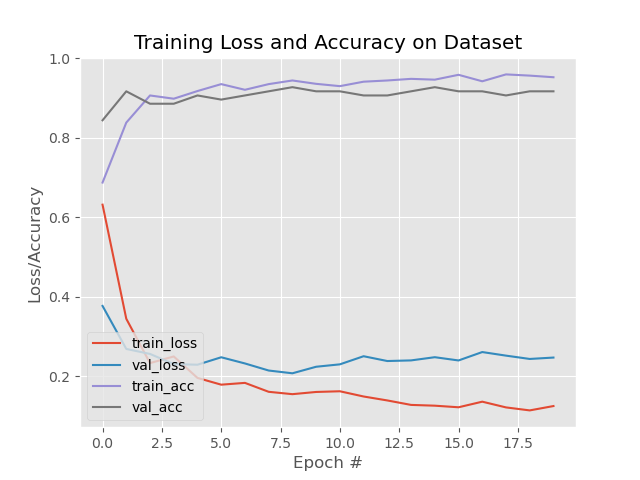 Training Loss and Accuracy on Dataset
1.0
0.8
0.6
0.4
0.2
Loss/Accuracy
train_loss
val_loss
train_acc
val_acc
0.0 2.5 5.0 7.5 10.0 12.5 15.0 17.5
Epoch #